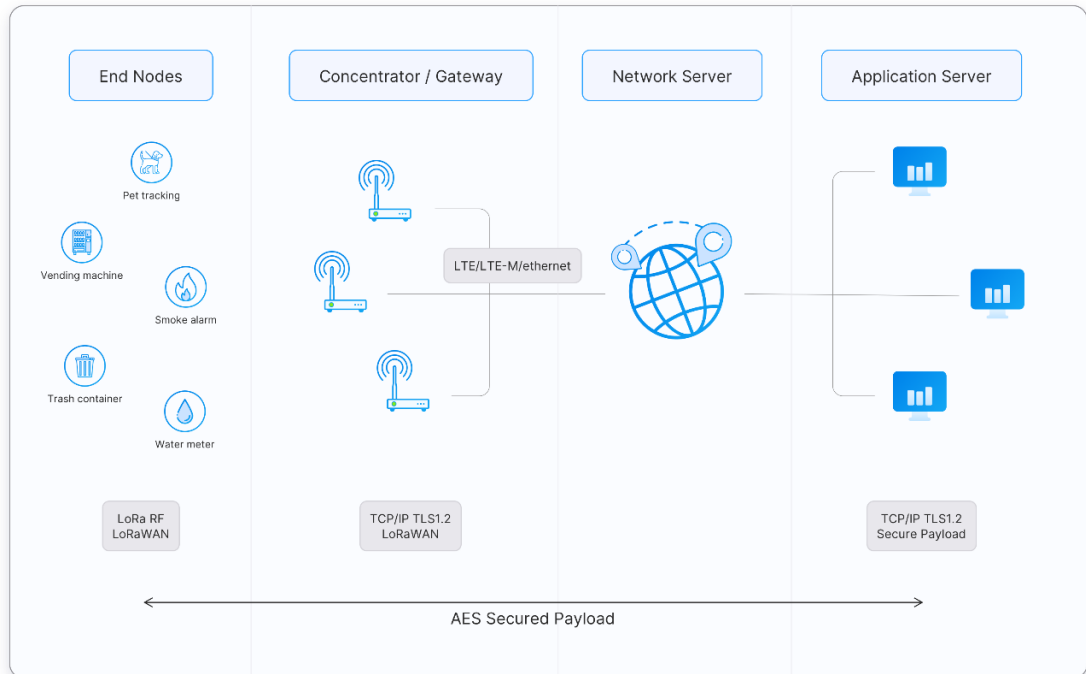 End Nodes
Concentrator / Gateway
Network Server
Application Server
Pet tracking
Vending machine
Smoke alarm
Trash container
Water meter
LTE/LTE-M/ethernet
LoRa RF
LoRaWAN
TCP/IP TLS1.2
LoRaWAN
TCP/IP TLS1.2
Secure Payload
AES Secured Payload